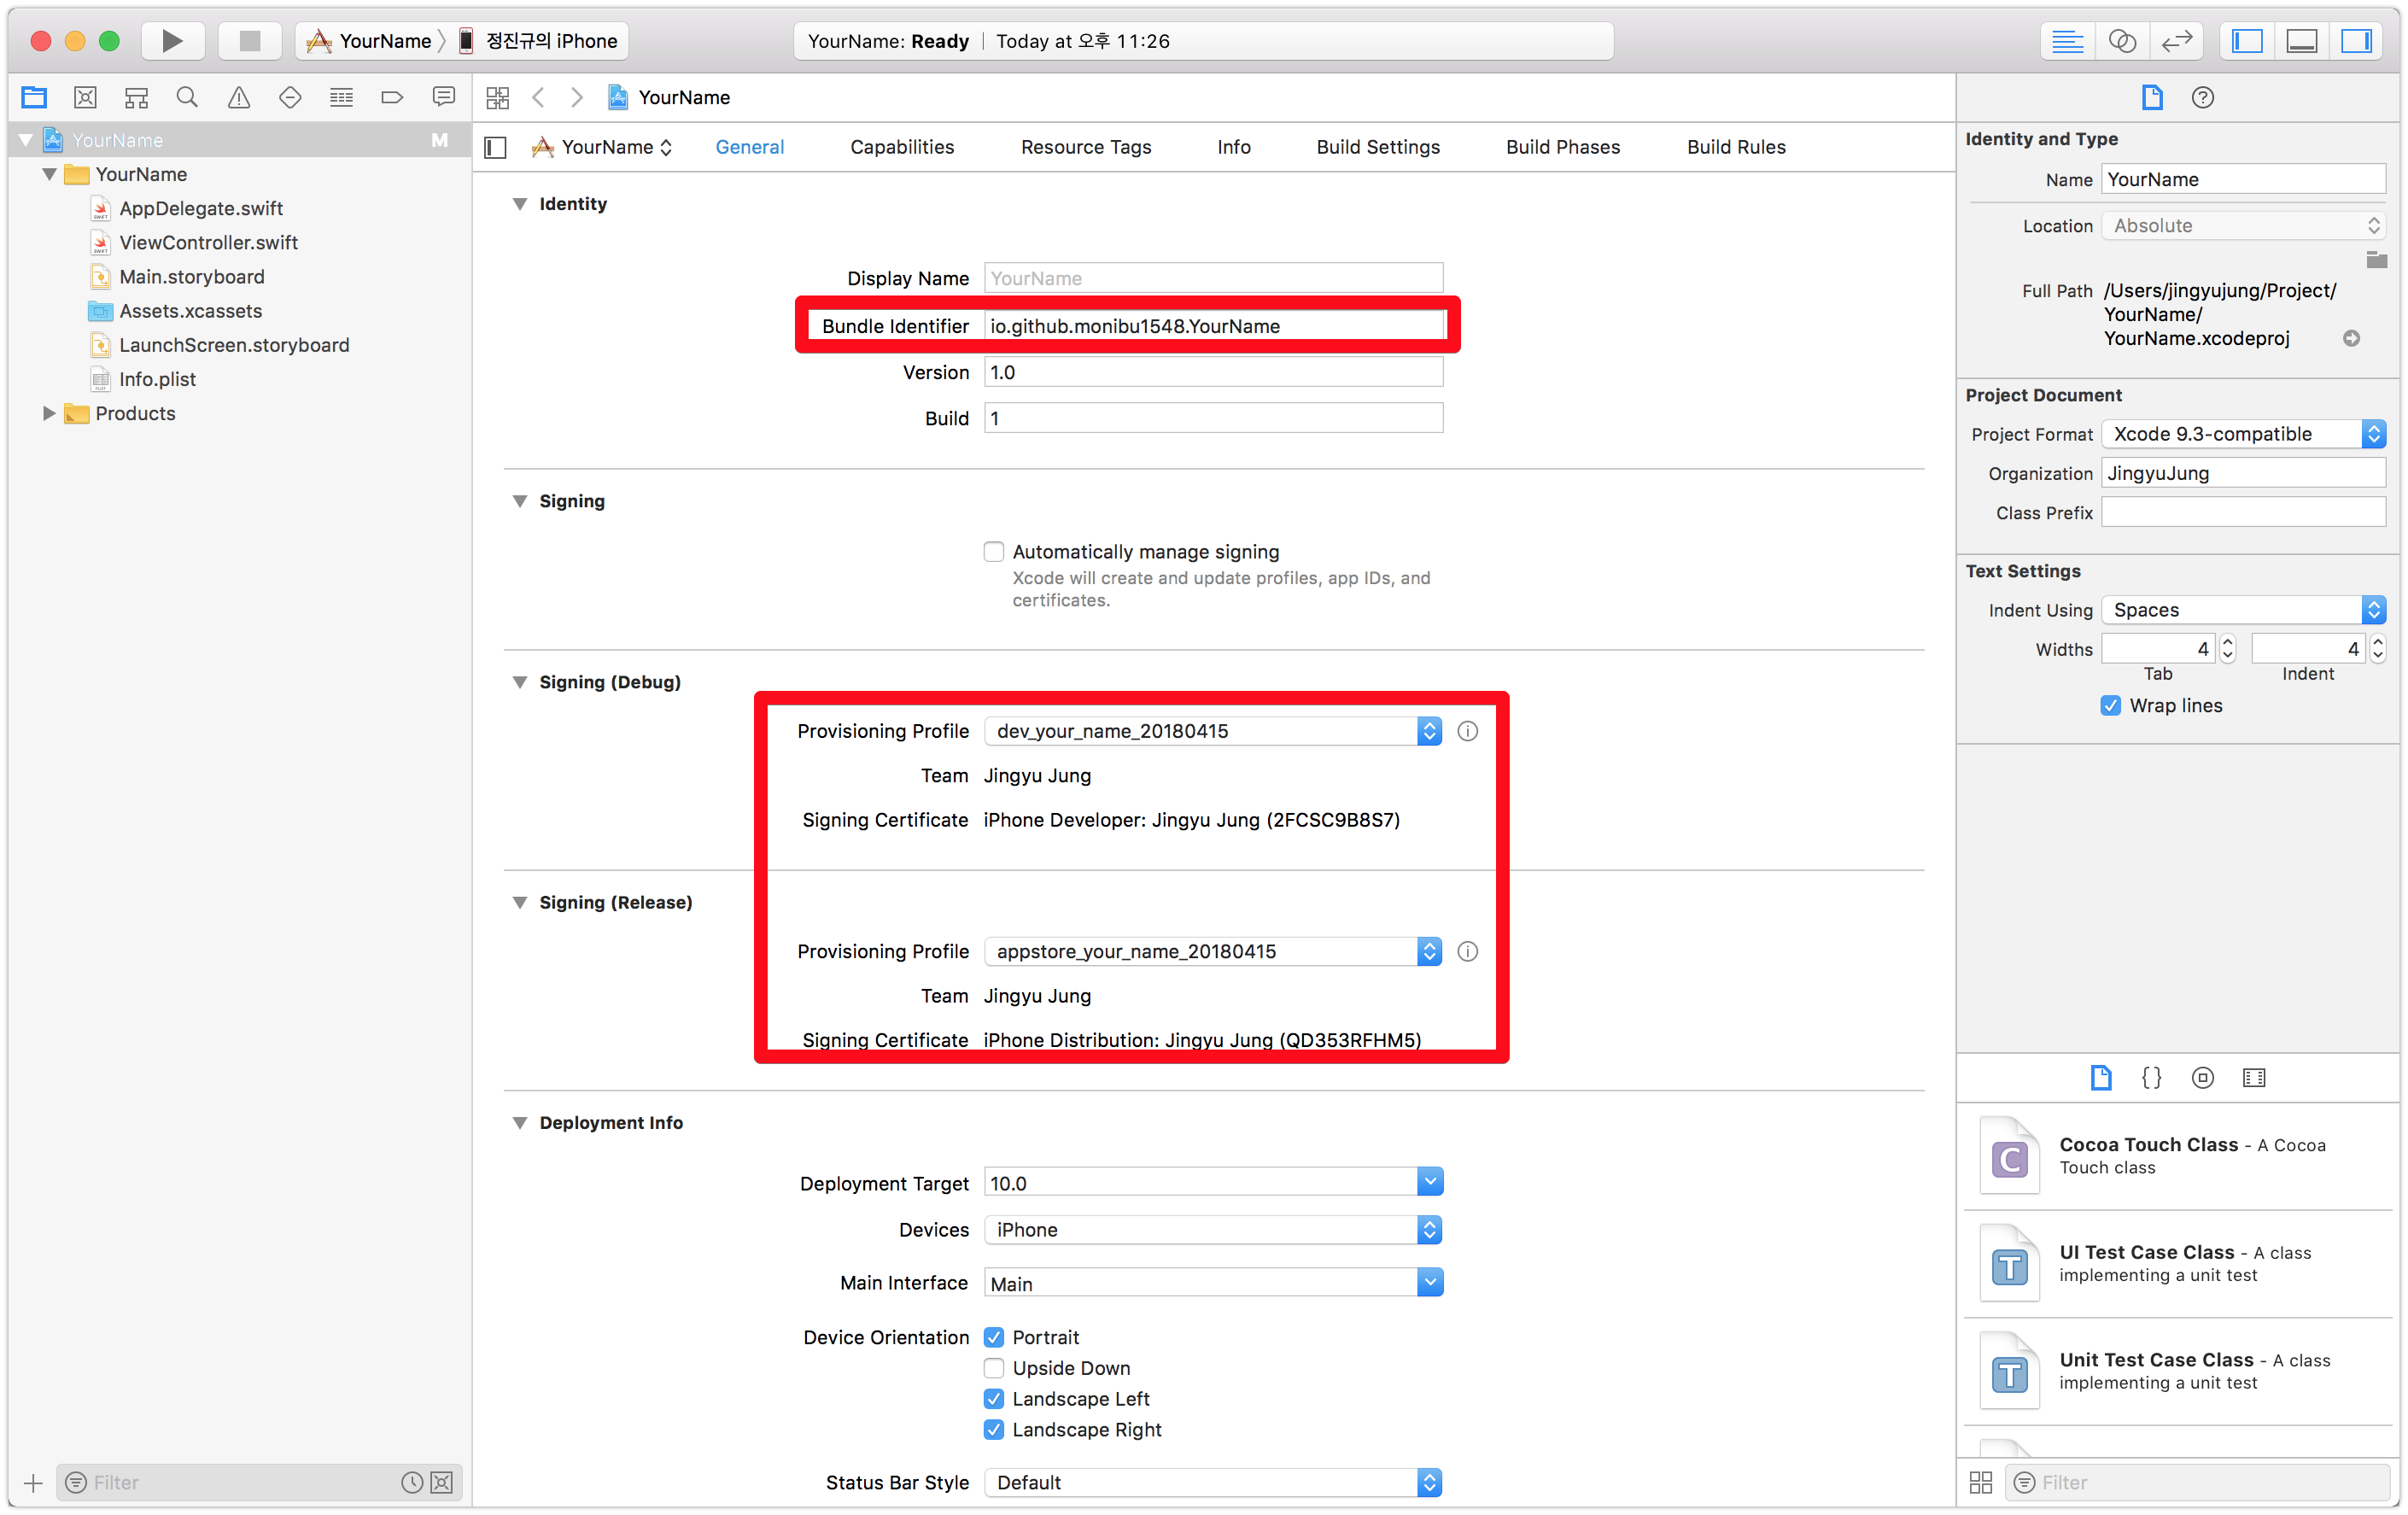 YourName 〉 정진규의 iPhone
YourName: Ready | Today at 오후 11:26
YourName
YourName M
YourName
AppDelegate.swift
ViewController.swift
Main.storyboard
Assets.xcassets
LaunchScreen.storyboard
Info.plist
Products
Filter
YourName General Capabilities Resource Tags Info Build Settings Build Phases Build Rules
Identity
Display Name YourName
Bundle Identifier io.github.monibu1548.YourName
Version 1.0
Build 1
Signing
Automatically manage signing
Xcode will create and update profiles, app IDs, and
certificates.
Signing (Debug)
Provisioning Profile dev_your_name_20180415
Team Jingyu Jung
Signing Certificate iPhone Developer: Jingyu Jung (2FCSC9B8S7)
Signing (Release)
Provisioning Profile appstore_your_name_20180415
Team Jingyu Jung
Signing Certificate iPhone Distribution: Jingyu Jung (QD353RFHM5)
Deployment Info
Deployment Target 10.0
Devices iPhone
Main Interface Main
Device Orientation Portrait
Upside Down
Landscape Left
Landscape Right
Status Bar Style Default
Identity and Type
Name YourName
Location Absolute
Full Path /Users/jingyujung/Project/
YourName/
YourName.xcodeproj
Project Document
Project Format Xcode 9.3-compatible
Organization JingyuJung
Class Prefix
Text Settings
Indent Using Spaces
Widths 4 4
Tab Indent
Wrap lines
{ }
C
Cocoa Touch Class - A Cocoa
Touch class
T
UI Test Case Class - A class
implementing a unit test
T
Unit Test Case Class - A class
implementing a unit test
Filter